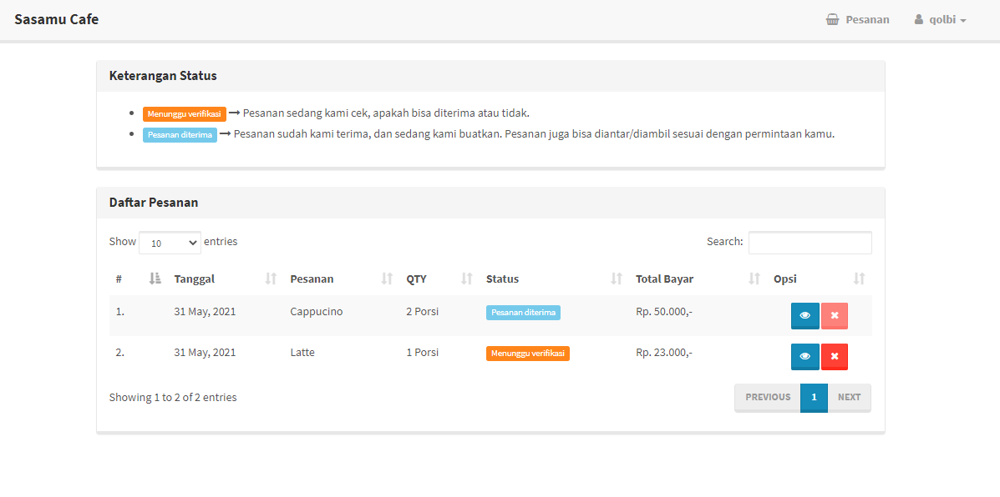 Sasamu Cafe Pesanan qolbi
Keterangan Status
Menunggu verifikasi → Pesanan sedang kami cek, apakah bisa diterima atau tidak.
Pesanan diterima → Pesanan sudah kami terima, dan sedang kami buatkan. Pesanan juga bisa diantar/diambil sesuai dengan permintaan kamu.
Daftar Pesanan
Show 10 entries Search:
# Tanggal Pesanan QTY Status Total Bayar Opsi
1. 31 May, 2021 Cappucino 2 Porsi Pesanan diterima Rp. 50.000,-
2. 31 May, 2021 Latte 1 Porsi Menunggu verifikasi Rp. 23.000,-
Showing 1 to 2 of 2 entries PREVIOUS 1 NEXT